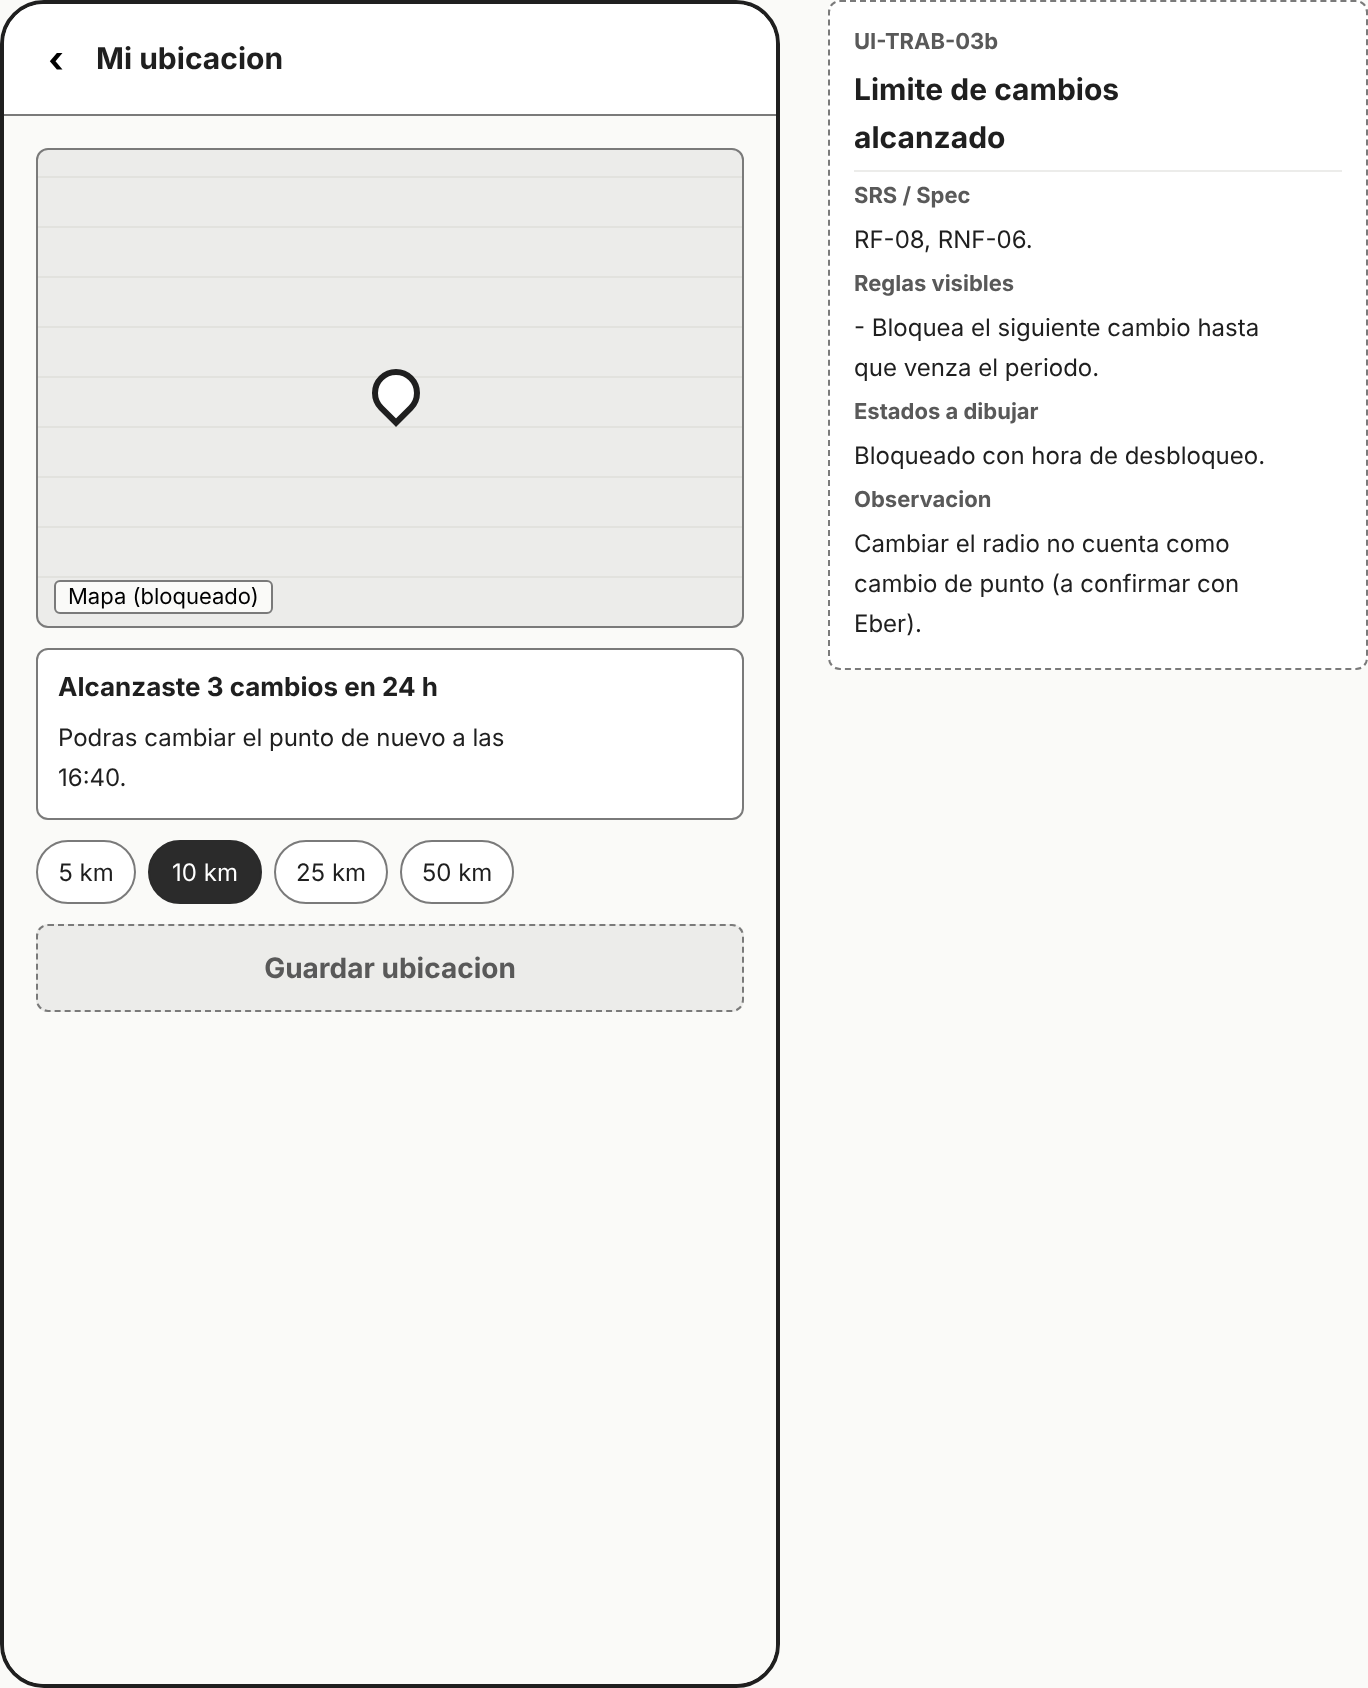 ‹ Mi ubicacion
Mapa (bloqueado)
Alcanzaste 3 cambios en 24 h
Podras cambiar el punto de nuevo a las
16:40.
5 km 10 km 25 km 50 km
Guardar ubicacion
UI-TRAB-03b
Limite de cambios
alcanzado
SRS / Spec
RF-08, RNF-06.
Reglas visibles
- Bloquea el siguiente cambio hasta
que venza el periodo.
Estados a dibujar
Bloqueado con hora de desbloqueo.
Observacion
Cambiar el radio no cuenta como
cambio de punto (a confirmar con
Eber).